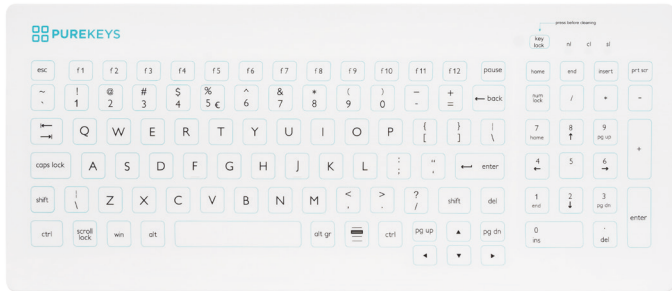 press before cleaning
PUREKEYS
key lock nl cl sl
esc f1 f2 f3 f4 f5 f6 f7 f8 f9 f10 f11 f12 pause home end insert prt scr
~ ! @ # $ % ^ & * ( ) — +
` 1 2 3 4 5 € 6 7 8 9 0 - = ← back num lock / * -
Q W E R T Y U I O P { } |
[ ] \
7 home 8 ↑ 9 pg up +
caps lock A S D F G H J K L : ; " ' ← enter 4 ← 5 6 →
shift | \ Z X C V B N M < , > . ? / shift del 1 end 2 ↓ 3 pg dn enter
ctrl scroll lock win alt alt gr ctrl pg up ▲ pg dn 0 ins . del
◄ ▼ ►